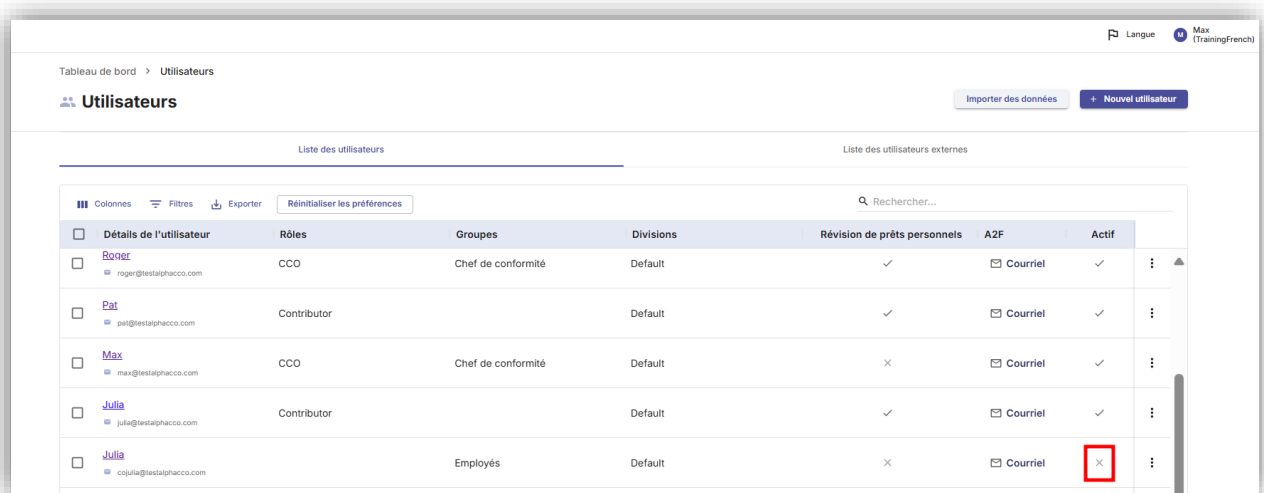 Langue
M
Max
(TrainingFrench)
Tableau de bord > Utilisateurs
Utilisateurs
Importer des données
+ Nouvel utilisateur
Liste des utilisateurs
Liste des utilisateurs externes
Colonnes Filtres Exporter Réinitialiser les préférences Rechercher...
Détails de l'utilisateur Rôles Groupes Divisions Révision de prêts personnels A2F Actif
Roger
roger@testalphacco.com
CCO Chef de conformité Default Courriel
Pat
pat@testalphacco.com
Contributor Default Courriel
Max
max@testalphacco.com
CCO Chef de conformité Default Courriel
Julia
julia@testalphacco.com
Contributor Default Courriel
Julia
cojulia@testalphacco.com
Employés Default Courriel